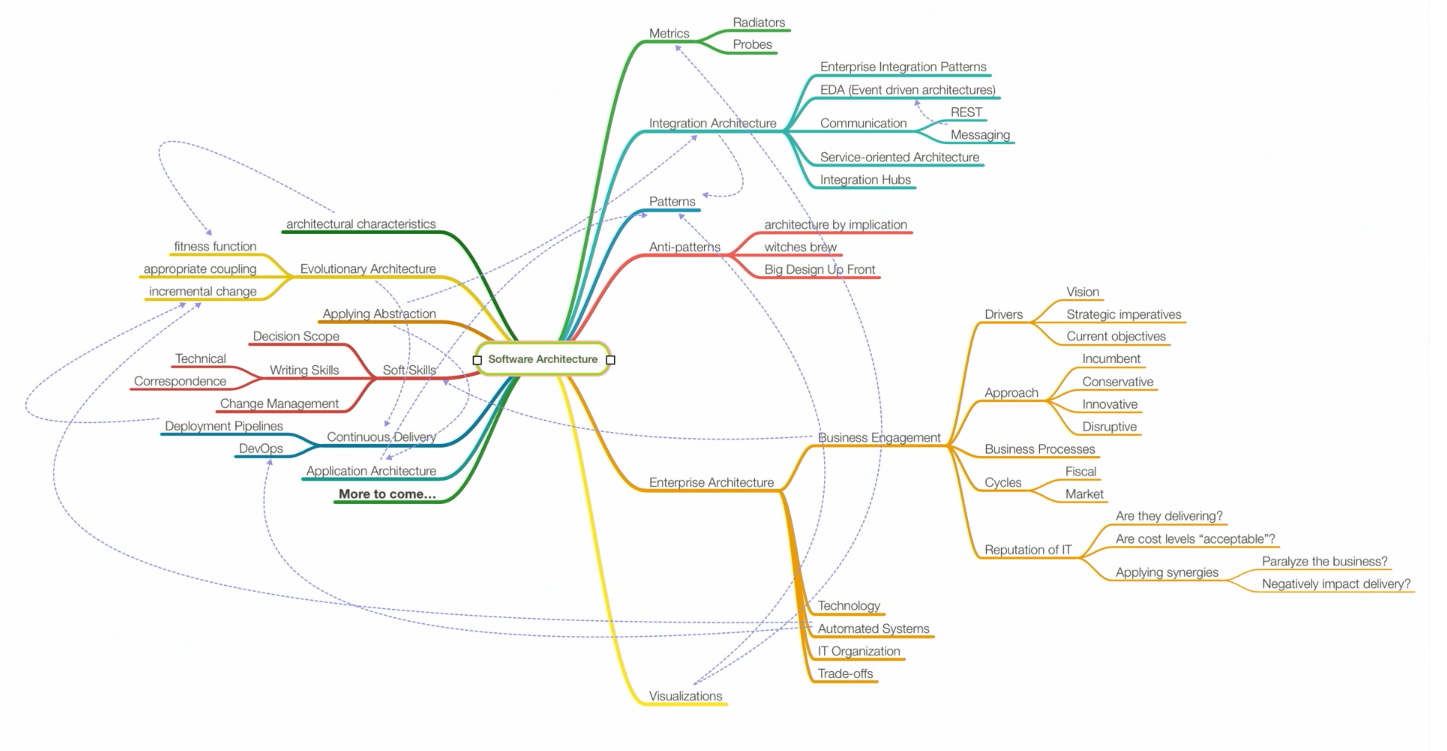 Software Architecture
Metrics
Radiators
Probes
Integration Architecture
Enterprise Integration Patterns
EDA (Event driven architectures)
Communication
REST
Messaging
Service-oriented Architecture
Integration Hubs
Patterns
Anti-patterns
architecture by implication
witches brew
Big Design Up Front
Enterprise Architecture
Business Engagement
Drivers
Vision
Strategic imperatives
Current objectives
Approach
Incumbent
Conservative
Innovative
Disruptive
Business Processes
Cycles
Fiscal
Market
Reputation of IT
Are they delivering?
Are cost levels “acceptable”?
Applying synergies
Paralyze the business?
Negatively impact delivery?
Technology
Automated Systems
IT Organization
Trade-offs
Visualizations
architectural characteristics
Evolutionary Architecture
fitness function
appropriate coupling
incremental change
Applying Abstraction
Soft Skills
Decision Scope
Writing Skills
Technical
Correspondence
Change Management
Continuous Delivery
Deployment Pipelines
DevOps
Application Architecture
More to come...